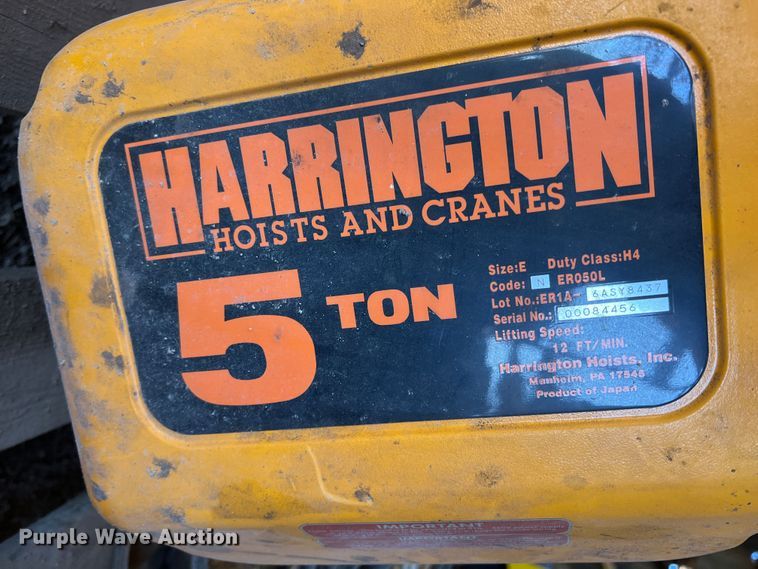 HARRINGTON
HOISTS AND CRANES
5 TON
Size:E Duty Class:H4
Code: N ER050L
Lot No.:ER1A- 6ASY8437
Serial No.: 00084456
Lifting Speed:
12 FT/MIN.
Harrington Hoists, Inc.
Manheim, PA 17545
Product of Japan
IMPORTANT
IMPORTADO
Purple Wave Auction